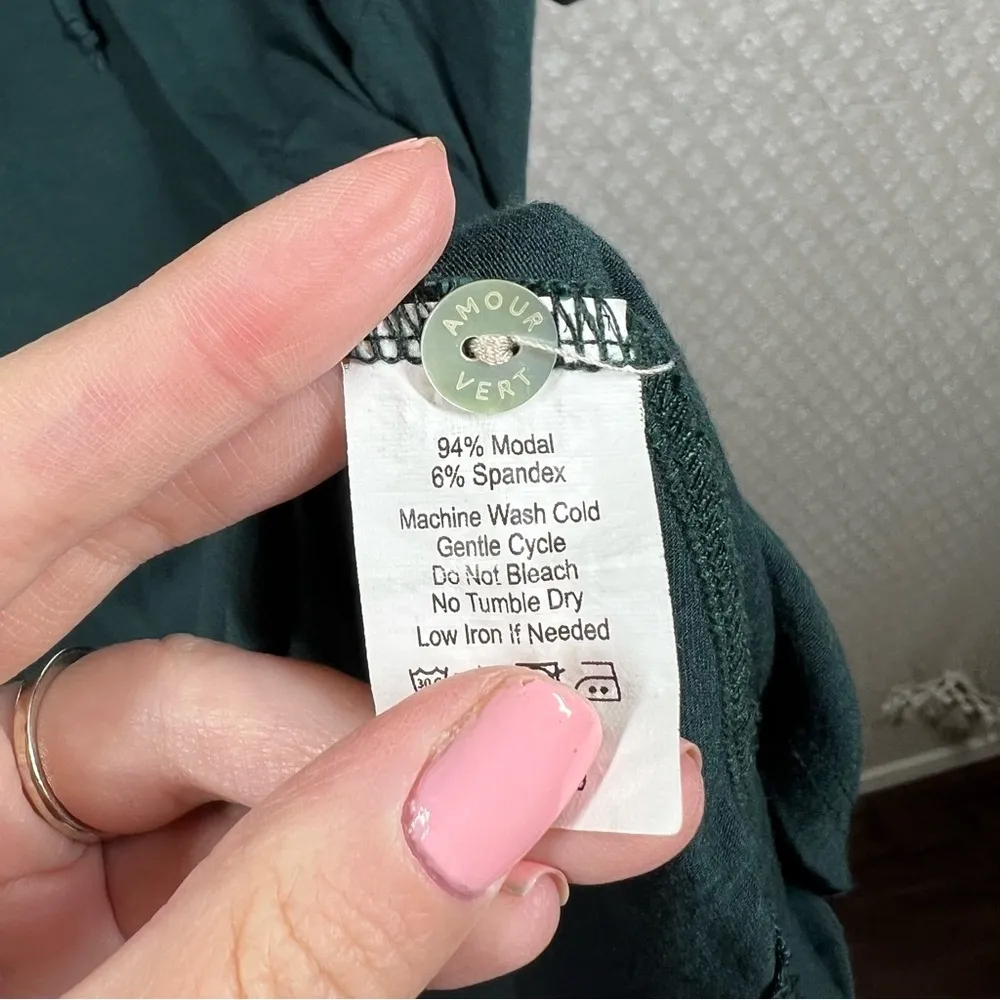 AMOUR
VERT
94% Modal
6% Spandex
Machine Wash Cold
Gentle Cycle
Do Not Bleach
No Tumble Dry
Low Iron If Needed